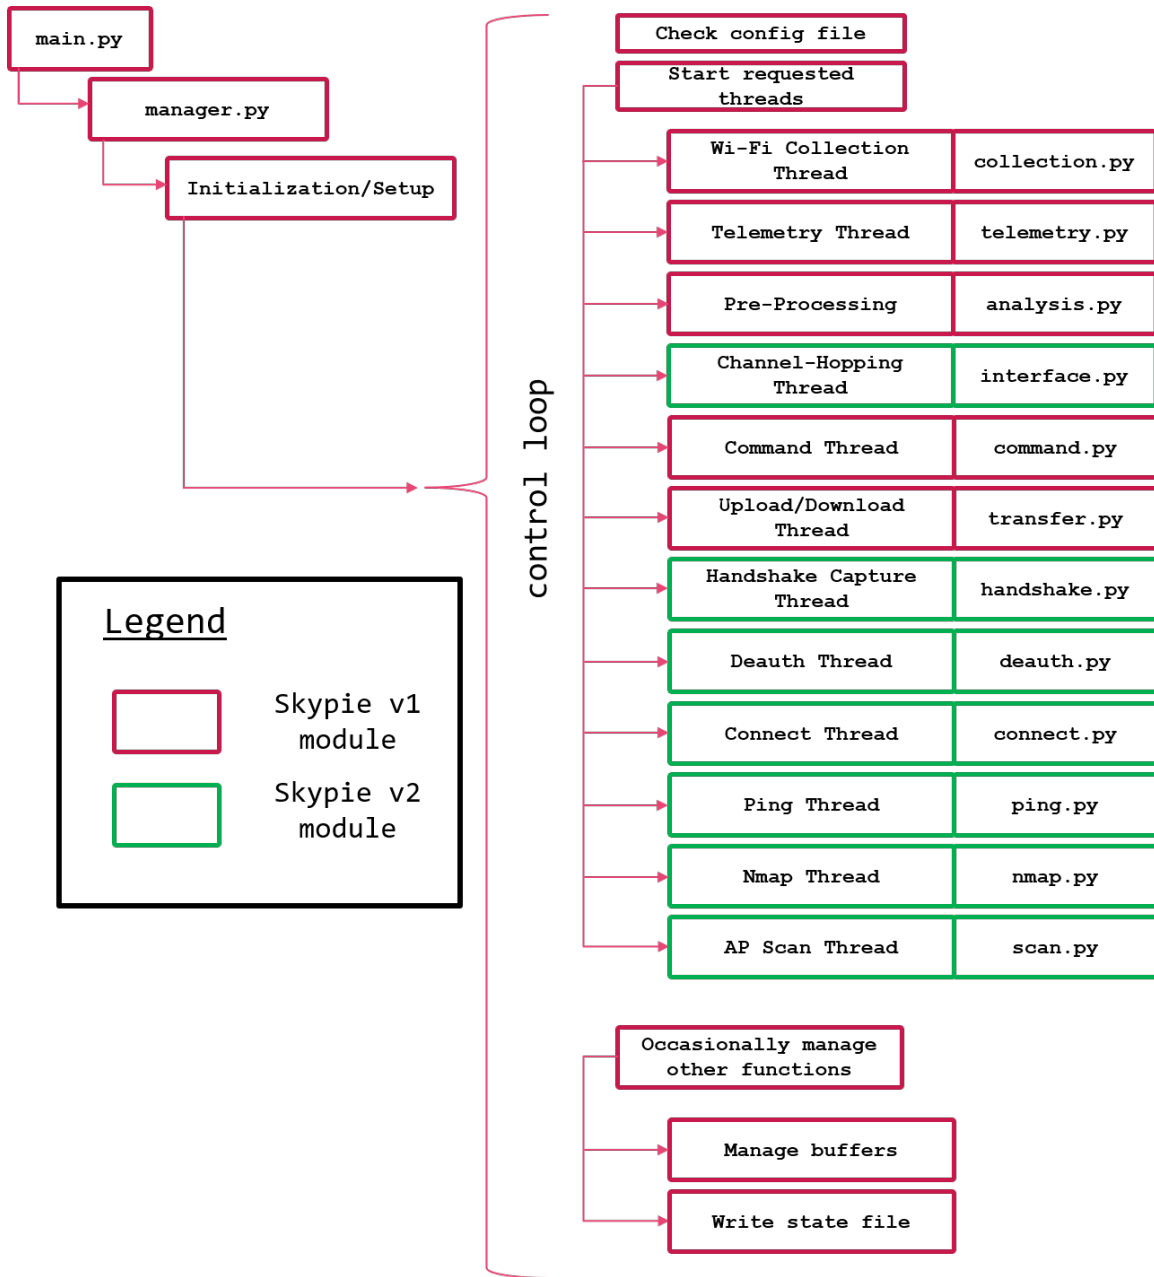 main.py
manager.py
Initialization/Setup
control loop
Check config file
Start requested
threads
Wi-Fi Collection
Thread
collection.py
Telemetry Thread
telemetry.py
Pre-Processing
analysis.py
Channel-Hopping
Thread
interface.py
Command Thread
command.py
Upload/Download
Thread
transfer.py
Handshake Capture
Thread
handshake.py
Deauth Thread
deauth.py
Connect Thread
connect.py
Ping Thread
ping.py
Nmap Thread
nmap.py
AP Scan Thread
scan.py
Occasionally manage
other functions
Manage buffers
Write state file
Legend
Skypie v1
module
Skypie v2
module